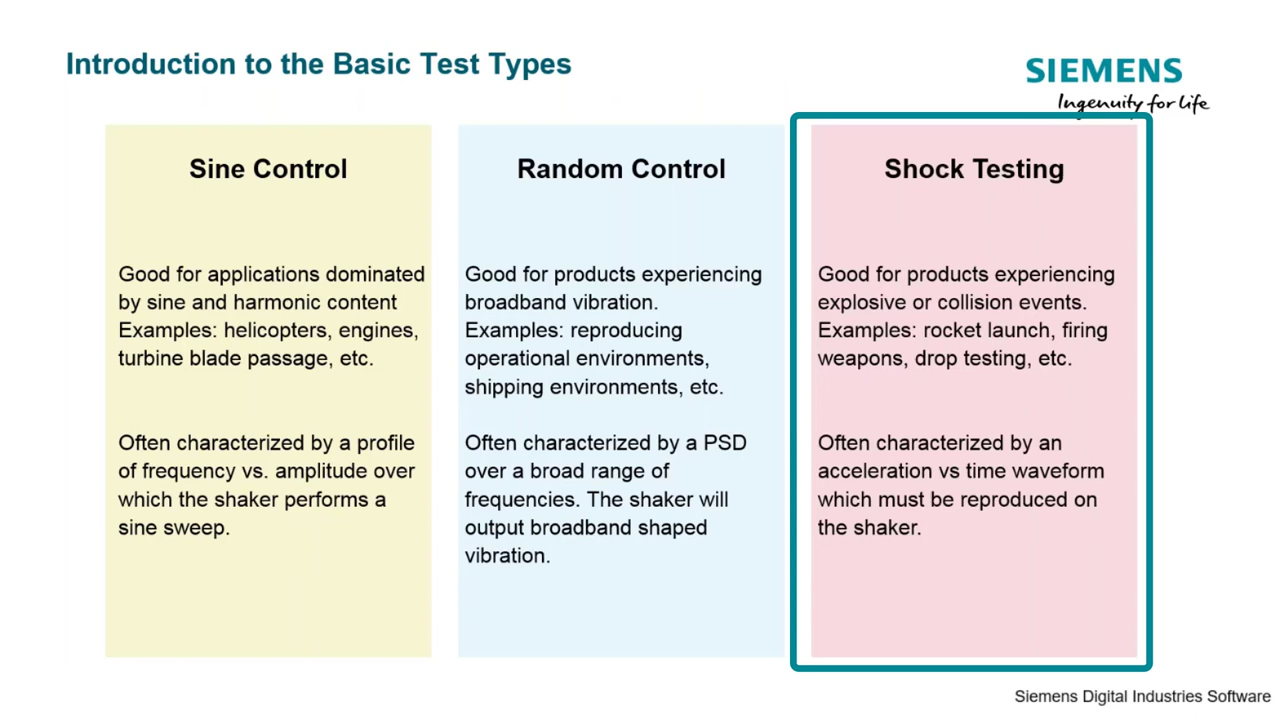 Introduction to the Basic Test Types
SIEMENS
Ingenuity for life
Sine Control
Good for applications dominated
by sine and harmonic content
Examples: helicopters, engines,
turbine blade passage, etc.
Often characterized by a profile
of frequency vs. amplitude over
which the shaker performs a
sine sweep.
Random Control
Good for products experiencing
broadband vibration.
Examples: reproducing
operational environments,
shipping environments, etc.
Often characterized by a PSD
over a broad range of
frequencies. The shaker will
output broadband shaped
vibration.
Shock Testing
Good for products experiencing
explosive or collision events.
Examples: rocket launch, firing
weapons, drop testing, etc.
Often characterized by an
acceleration vs time waveform
which must be reproduced on
the shaker.
Siemens Digital Industries Software